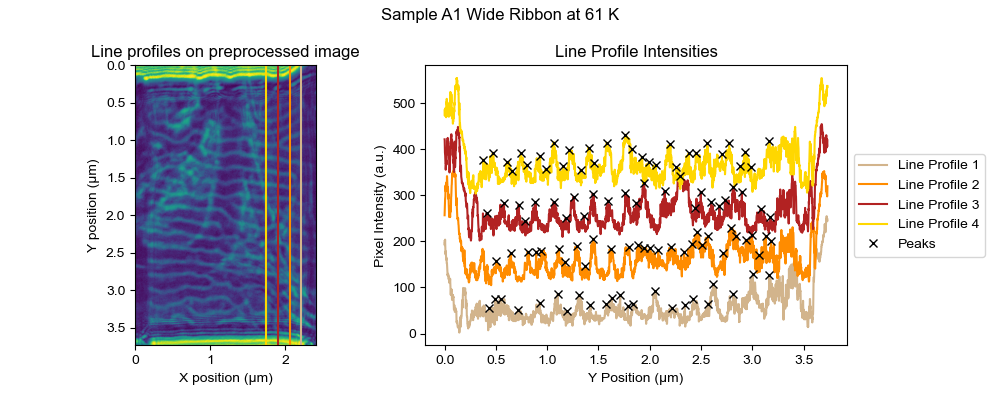 Sample A1 Wide Ribbon at 61 K
Line profiles on preprocessed image
Y position (µm)
0.0
0.5
1.0
1.5
2.0
2.5
3.0
3.5
0 1 2
X position (µm)
Line Profile Intensities
Pixel Intensity (a.u.)
500
400
300
200
100
0
0.0 0.5 1.0 1.5 2.0 2.5 3.0 3.5
Y Position (µm)
Line Profile 1
Line Profile 2
Line Profile 3
Line Profile 4
Peaks